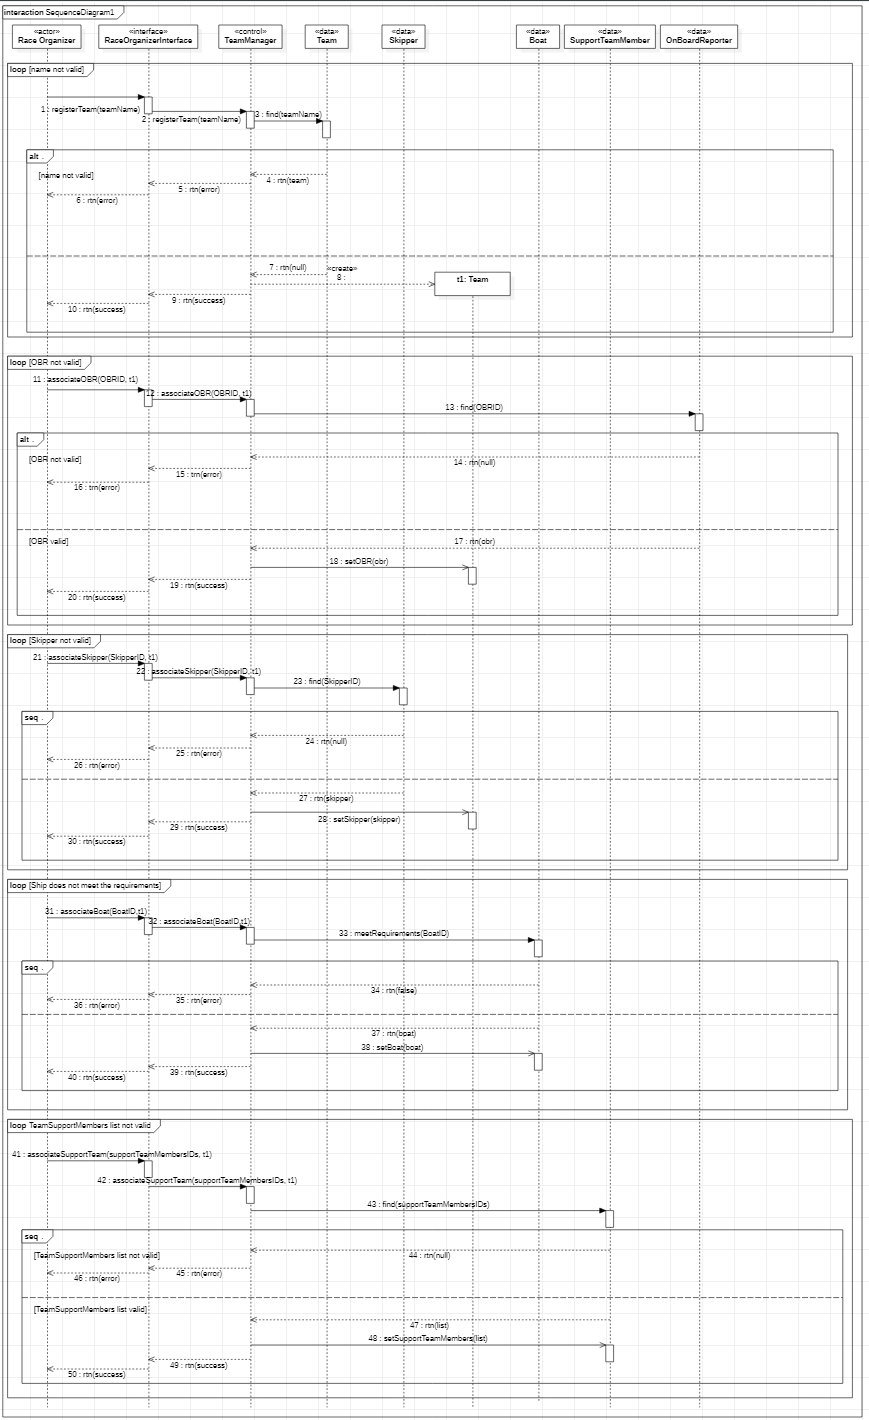 interaction SequenceDiagram1
«actor»
Race Organizer
«interface»
RaceOrganizerInterface
«control»
TeamManager
«data»
Team
«data»
Skipper
«data»
Boat
«data»
SupportTeamMember
«data»
OnBoardReporter
loop [name not valid]
1 : registerTeam(teamName)
2 : registerTeam(teamName)
3 : find(teamName)
alt .
[name not valid]
4 : rtn(team)
5 : rtn(error)
6 : rtn(error)
7 : rtn(null)
«create»
8 :
t1: Team
9 : rtn(success)
10 : rtn(success)
loop [OBR not valid]
11 : associateOBR(OBRID, t1)
12 : associateOBR(OBRID, t1)
13 : find(OBRID)
alt .
[OBR not valid]
14 : rtn(null)
15 : trn(error)
16 : trn(error)
[OBR valid]
17 : rtn(obr)
18 : setOBR(obr)
19 : rtn(success)
20 : rtn(success)
loop [Skipper not valid]
21 : associateSkipper(SkipperID, t1)
22 : associateSkipper(SkipperID, t1)
23 : find(SkipperID)
seq .
24 : rtn(null)
25 : rtn(error)
26 : rtn(error)
27 : rtn(skipper)
28 : setSkipper(skipper)
29 : rtn(success)
30 : rtn(success)
loop [Ship does not meet the requirements]
31 : associateBoat(BoatID,t1)
32 : associateBoat(BoatID,t1)
33 : meetRequirements(BoatID)
seq .
34 : rtn(false)
35 : rtn(error)
36 : rtn(error)
37 : rtn(boat)
38 : setBoat(boat)
39 : rtn(success)
40 : rtn(success)
loop TeamSupportMembers list not valid
41 : associateSupportTeam(supportTeamMembersIDs, t1)
42 : associateSupportTeam(supportTeamMembersIDs, t1)
43 : find(supportTeamMembersIDs)
seq .
[TeamSupportMembers list not valid]
44 : rtn(null)
45 : rtn(error)
46 : rtn(error)
[TeamSupportMembers list valid]
47 : rtn(list)
48 : setSupportTeamMembers(list)
49 : rtn(success)
50 : rtn(success)